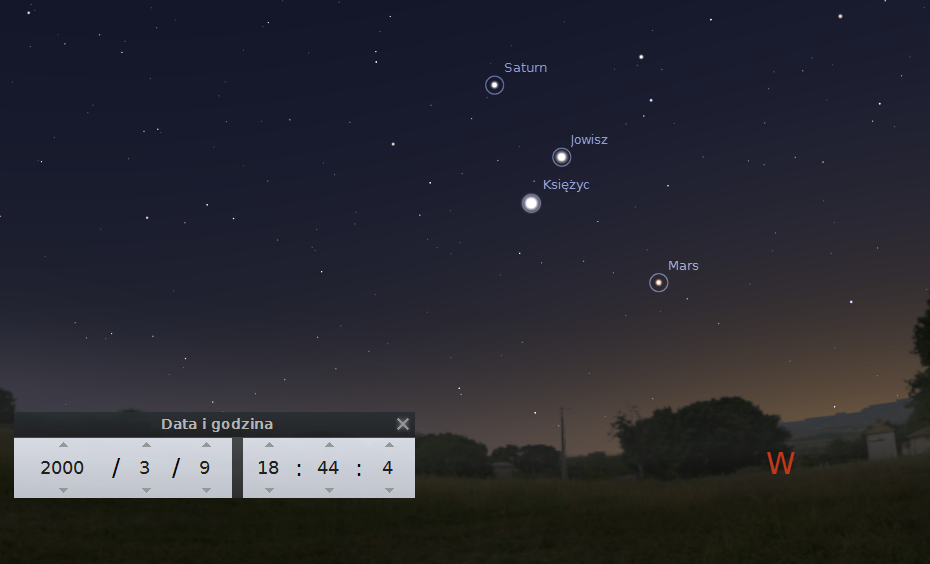 Saturn
Jowisz
Księżyc
Mars
Data i godzina
2000 / 3 / 9 18 : 44 : 4
W